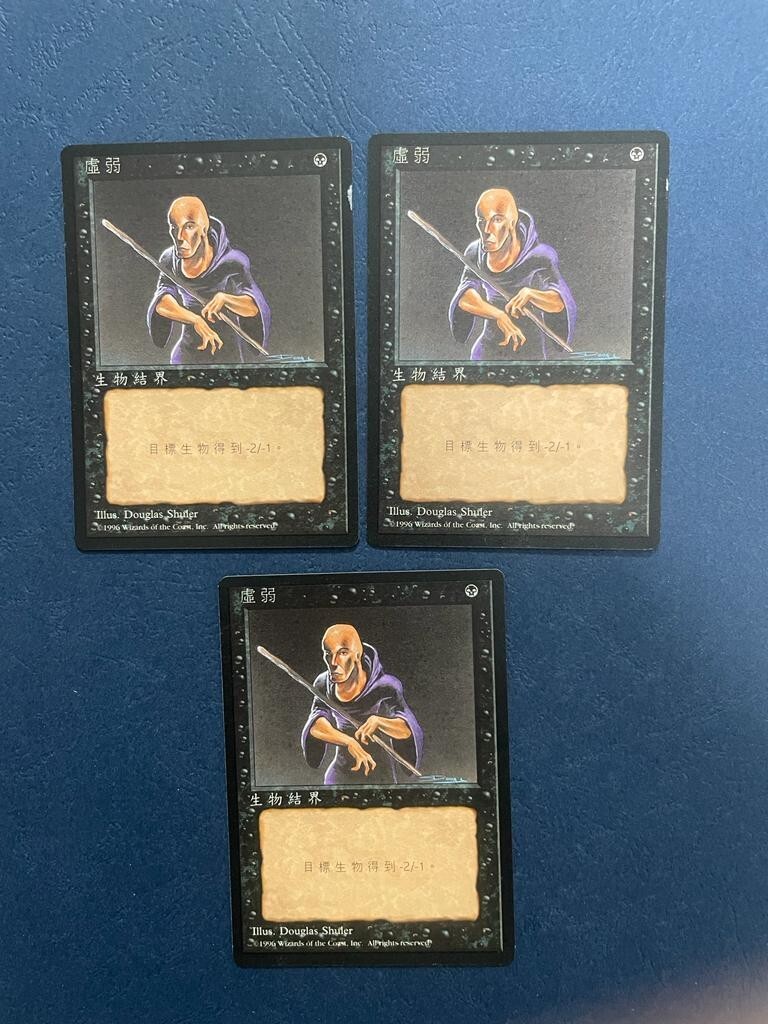 虛弱
生物結界
目標生物得到-2/-1。
Illus. Douglas Shuler
©1996 Wizards of the Coast, Inc. All rights reserved.
虛弱
生物結界
目標生物得到-2/-1。
Illus. Douglas Shuler
©1996 Wizards of the Coast, Inc. All rights reserved.
虛弱
生物結界
目標生物得到-2/-1。
Illus. Douglas Shuler
©1996 Wizards of the Coast, Inc. All rights reserved.